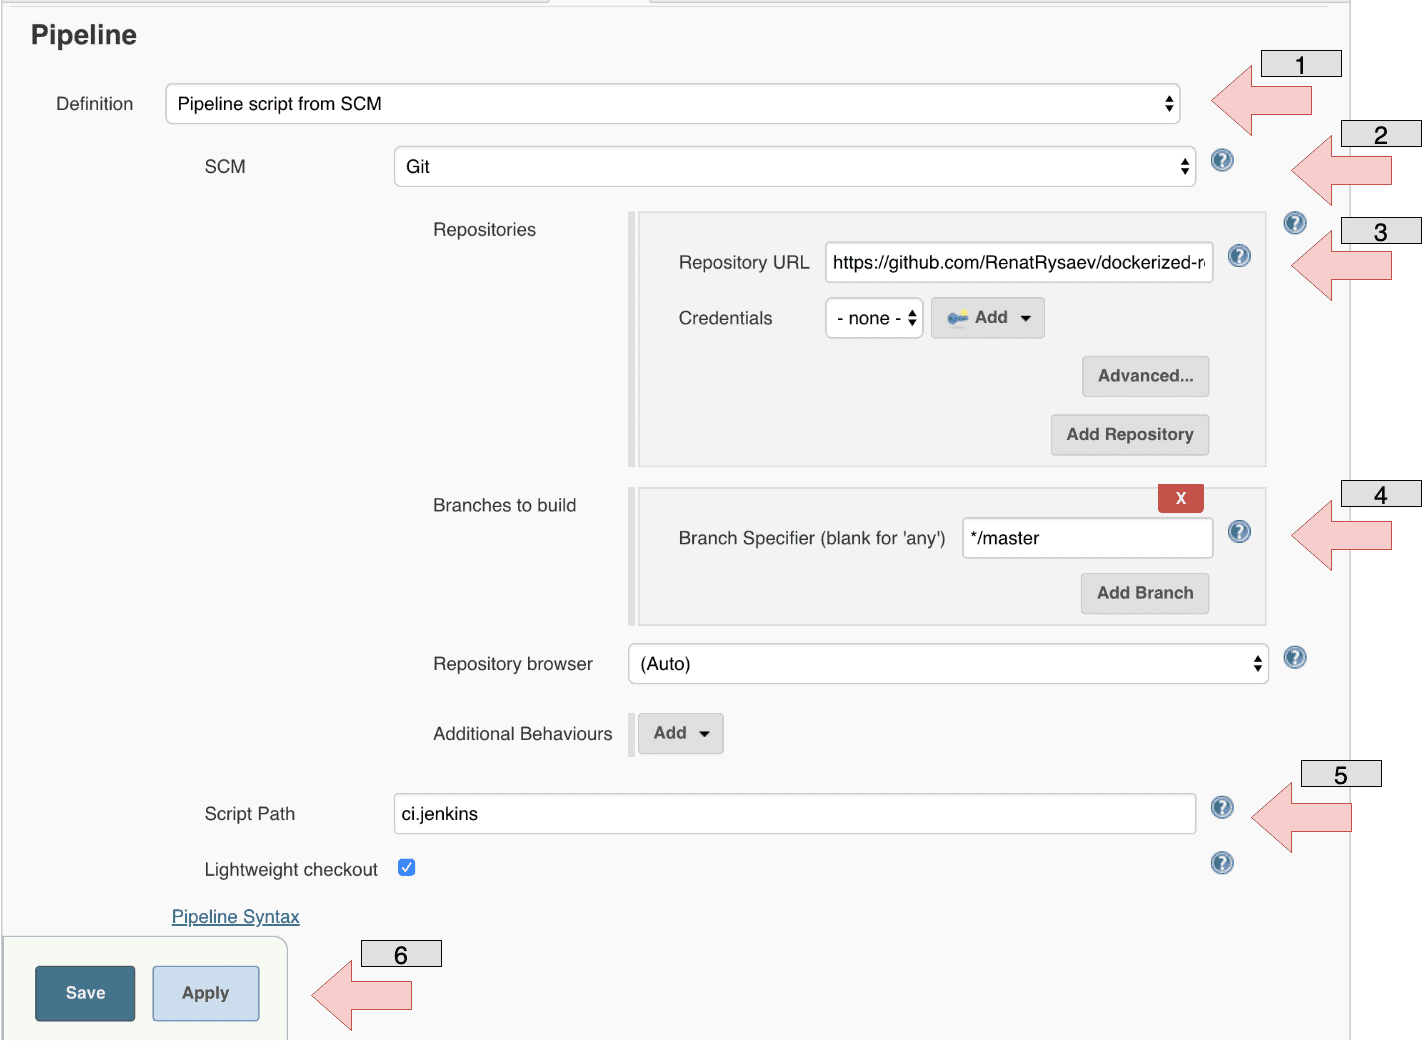 Pipeline
1
Definition Pipeline script from SCM
2
SCM Git
3
Repositories
Repository URL https://github.com/RenatRysaev/dockerized-r
Credentials - none - Add
Advanced...
Add Repository
4
Branches to build X
Branch Specifier (blank for 'any') */master
Add Branch
Repository browser (Auto)
Additional Behaviours Add
5
Script Path ci.jenkins
Lightweight checkout
Pipeline Syntax
6
Save Apply